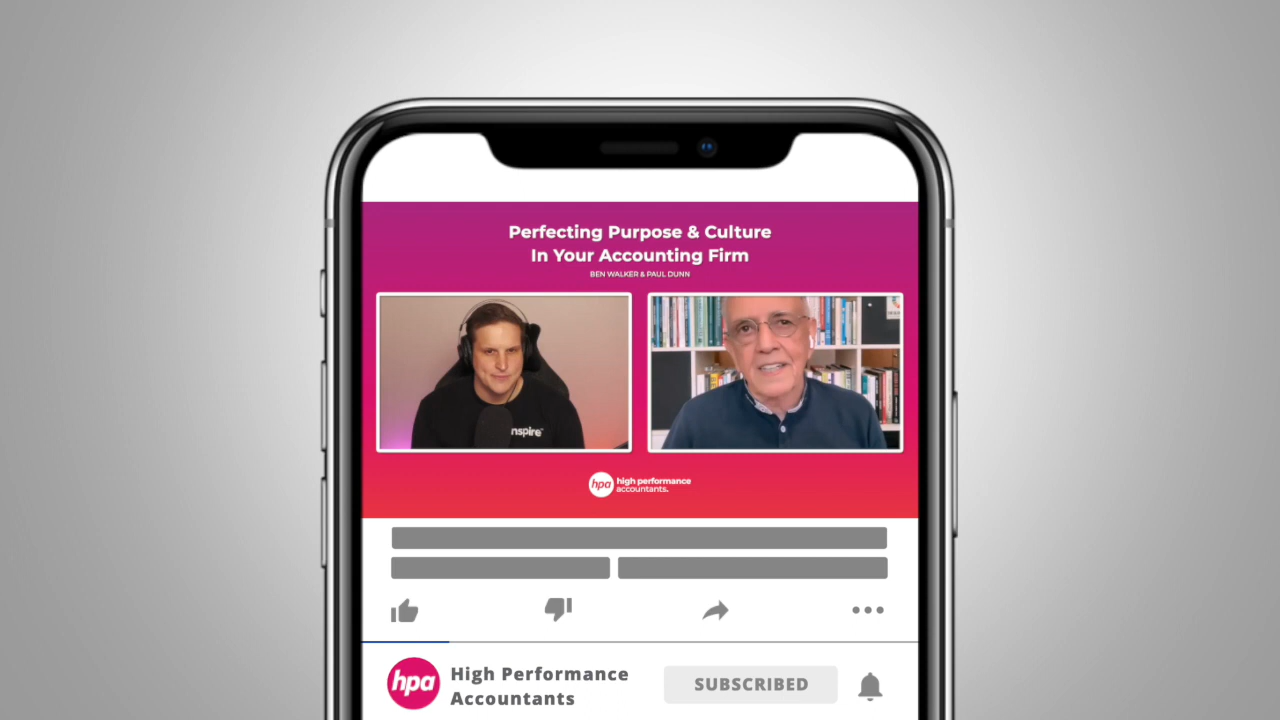 Perfecting Purpose & Culture
In Your Accounting Firm
BEN WALKER & PAUL DUNN
nspire
hpa high performance
accountants.
hpa
High Performance
Accountants
SUBSCRIBED